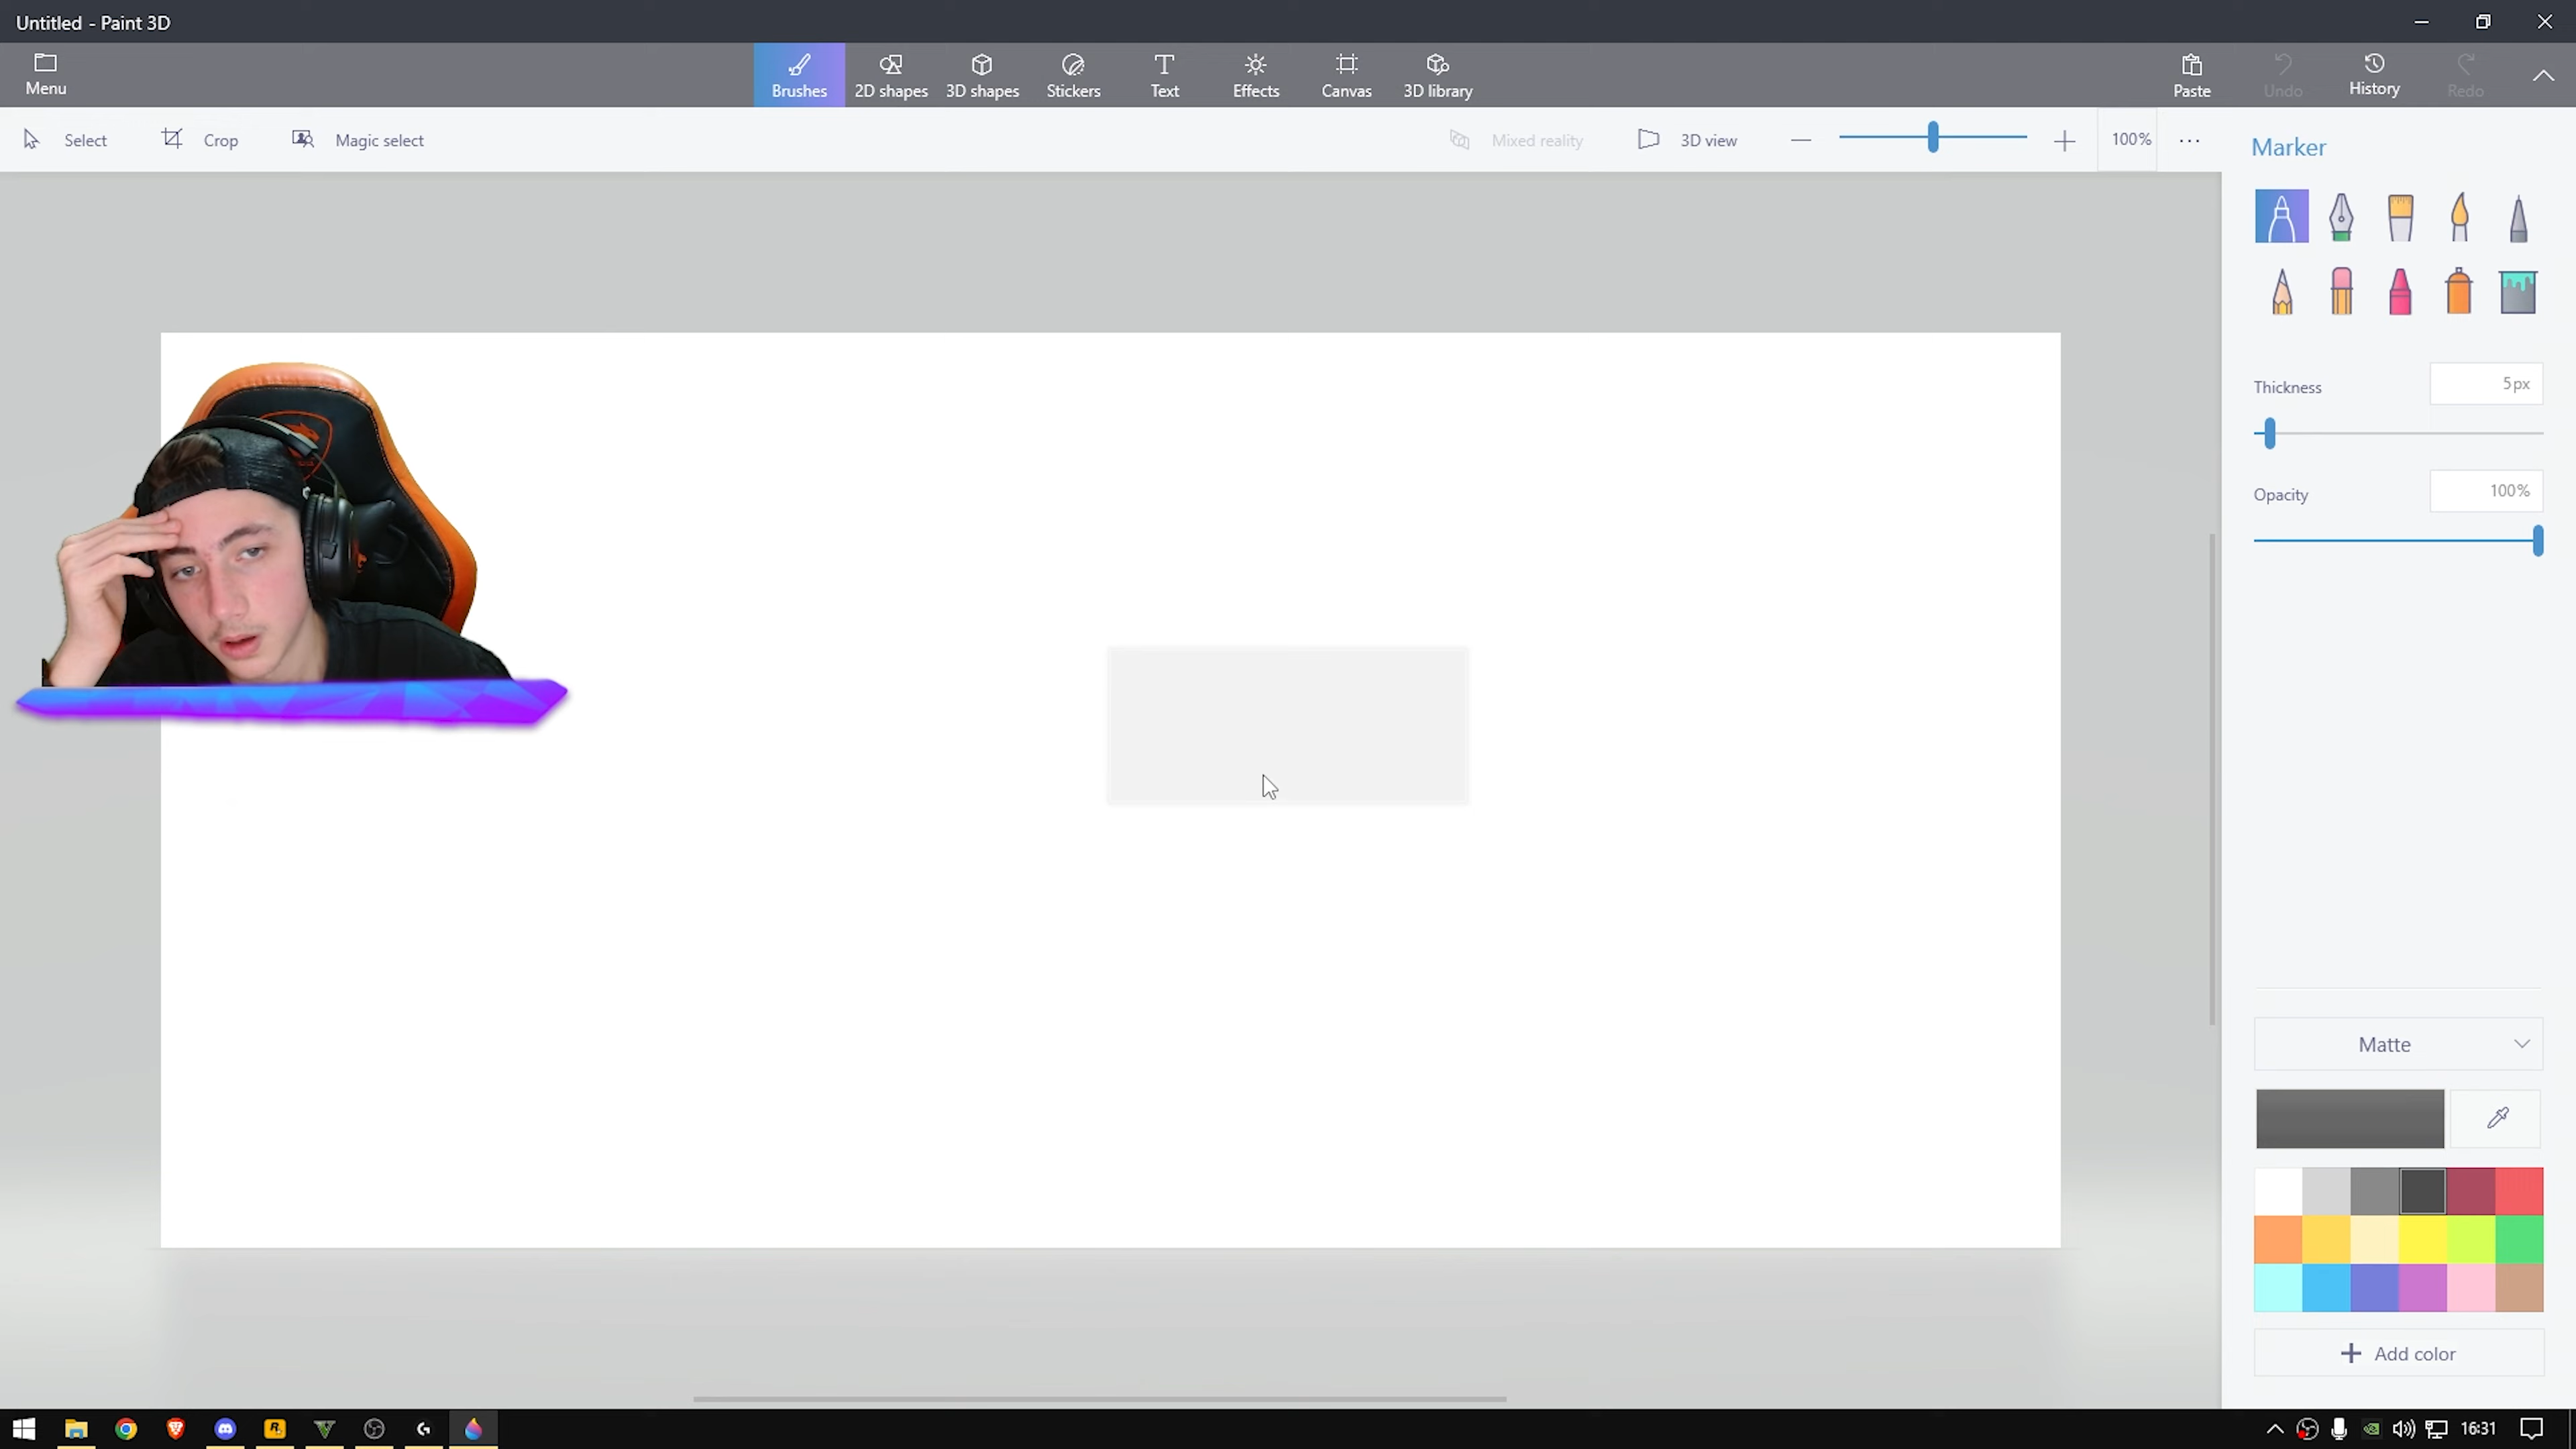 Untitled - Paint 3D
Menu
Brushes
2D shapes
3D shapes
Stickers
Text
Effects
Canvas
3D library
Paste
Undo
History
Redo
Select
Crop
Magic select
Mixed reality
3D view
100%
Marker
Thickness
5px
Opacity
100%
Matte
Add color
16:31